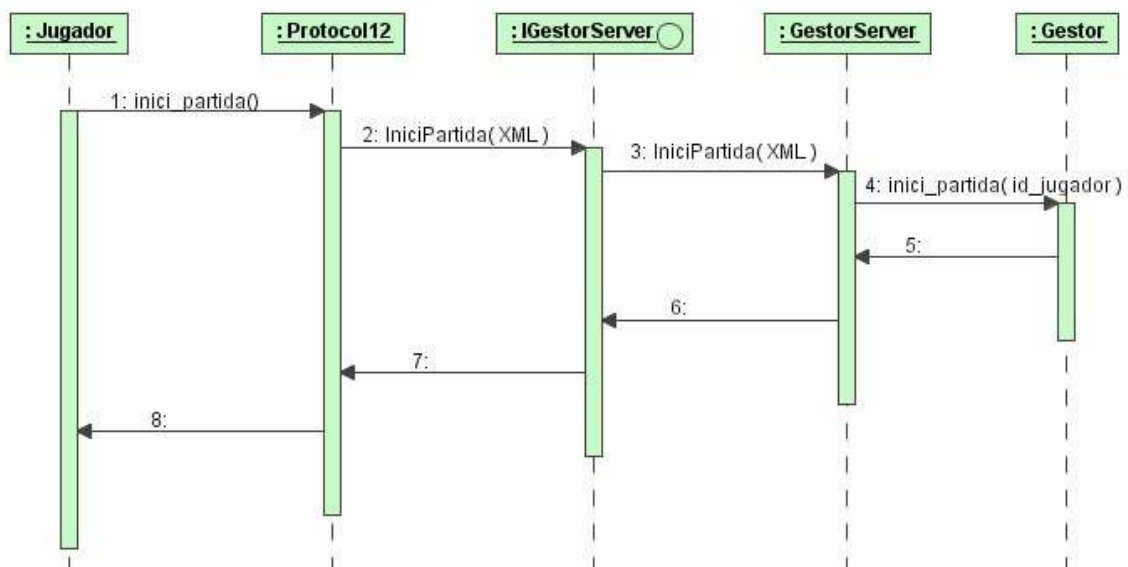 : Jugador
: Protocol12
: IGestorServer
: GestorServer
: Gestor
1: inici_partida()
2: IniciPartida( XML )
3: IniciPartida( XML )
4: inici_partida( id_jugador )
5:
6:
7:
8: